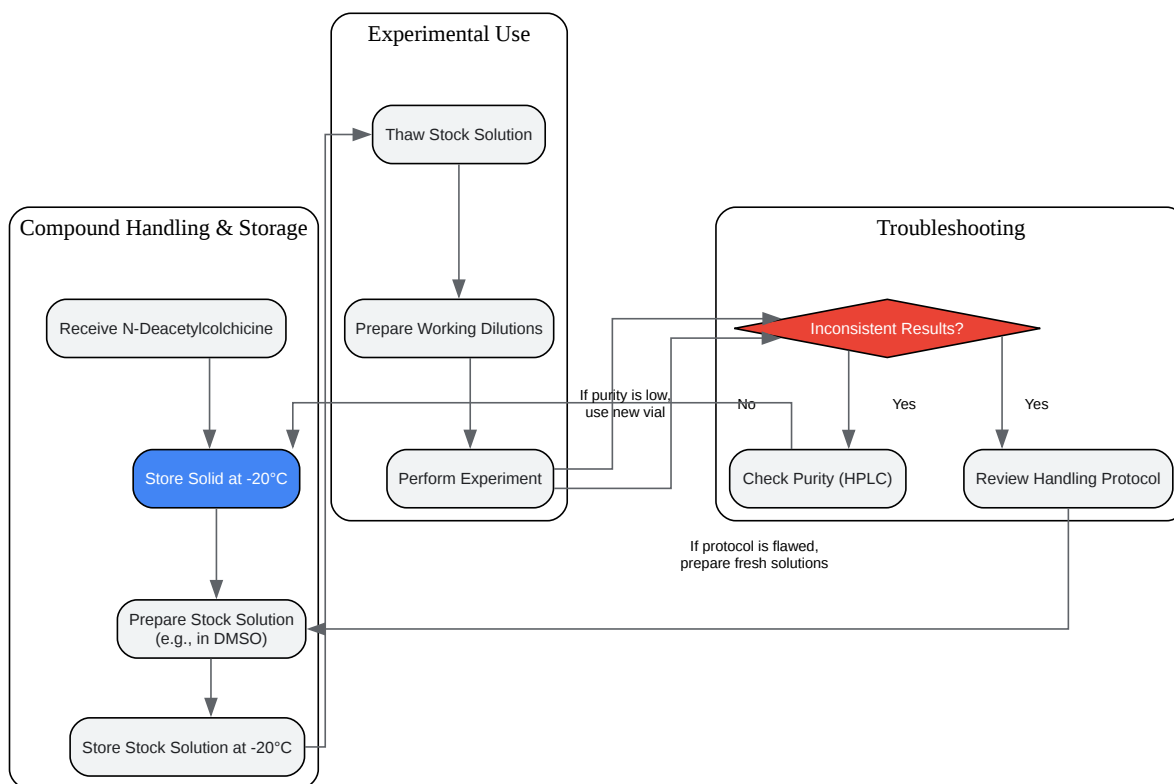 Experimental Use
Thaw Stock Solution
Compound Handling & Storage
Troubleshooting
Receive N-Deacetylcolchicine
Prepare Working Dilutions
Inconsistent Results?
If purity is low,
use new vial
No
Yes
Yes
Store Solid at -20°C
Perform Experiment
Check Purity (HPLC)
Review Handling Protocol
If protocol is flawed,
prepare fresh solutions
Prepare Stock Solution
(e.g., in DMSO)
Store Stock Solution at -20°C